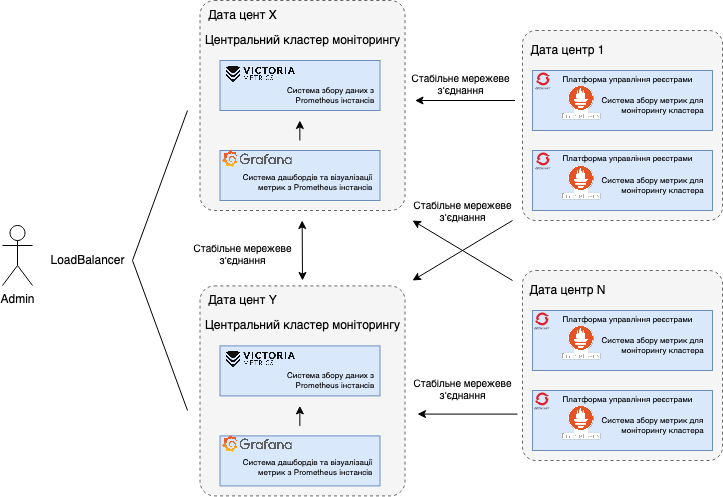 Дата цент X
Центральний кластер моніторингу
VICTORIA
METRICS
Система збору даних з
Prometheus інстансів
Grafana
Система дашбордів та візуалізації
метрик з Prometheus інстансів
Стабільне мережеве
з'єднання
Дата центр 1
Платформа управління реєстрами
Система збору метрик для
моніторингу кластера
Платформа управління реєстрами
Система збору метрик для
моніторингу кластера
Admin
LoadBalancer
Стабільне мережеве
з'єднання
Стабільне мережеве
з'єднання
Дата цент Y
Центральний кластер моніторингу
VICTORIA
METRICS
Система збору даних з
Prometheus інстансів
Grafana
Система дашбордів та візуалізації
метрик з Prometheus інстансів
Стабільне мережеве
з'єднання
Дата центр N
Платформа управління реєстрами
Система збору метрик для
моніторингу кластера
Платформа управління реєстрами
Система збору метрик для
моніторингу кластера